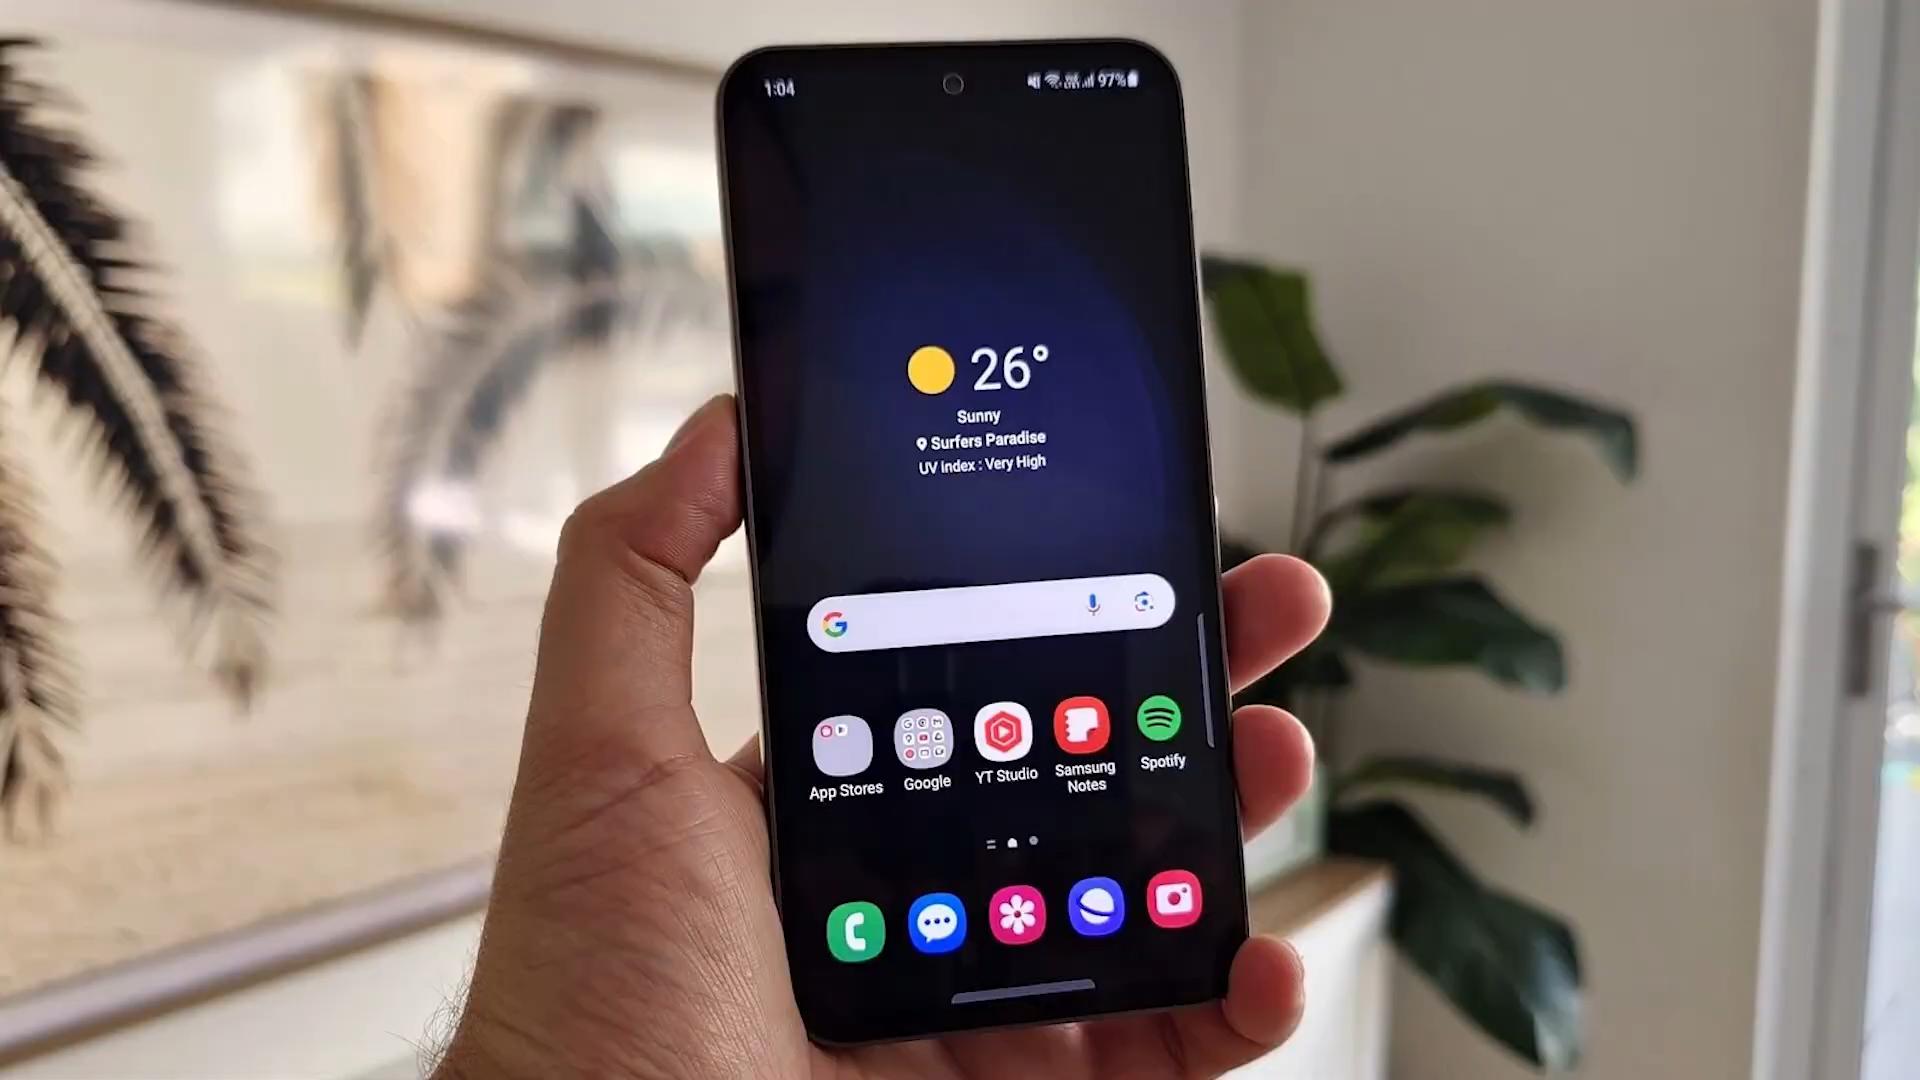 1:04
97%
26°
Sunny
Surfers Paradise
UV index : Very High
App Stores
Google
YT Studio
Samsung
Notes
Spotify